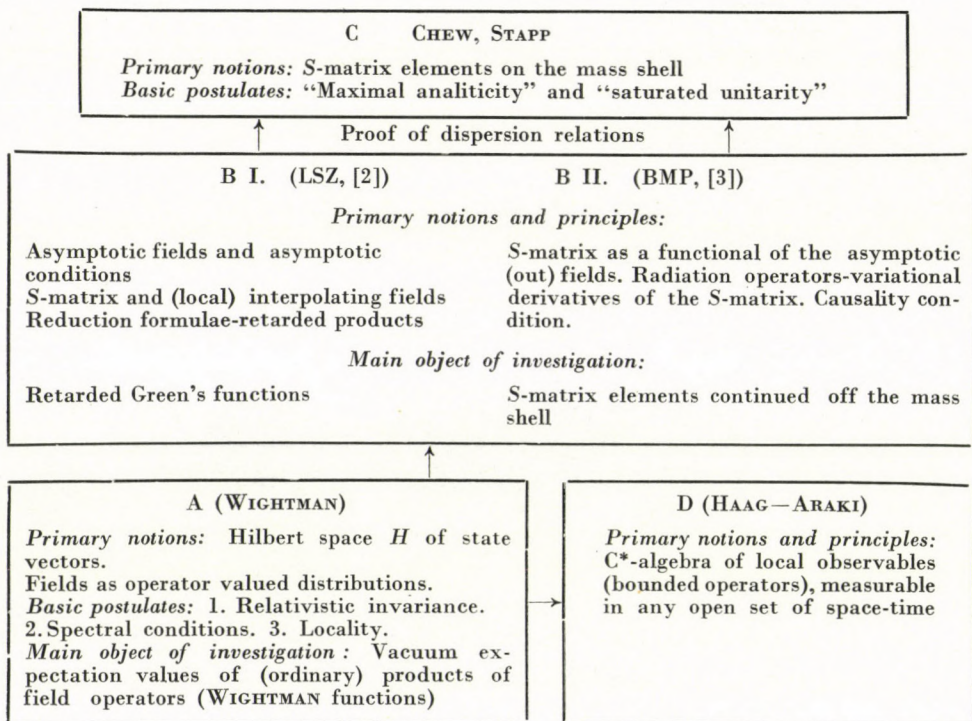 C CHEW, STAPP
Primary notions: S-matrix elements on the mass shell
Basic postulates: “Maximal analiticity” and “saturated unitarity”
Proof of dispersion relations
B I. (LSZ, [2])
B II. (BMP, [3])
Primary notions and principles:
Asymptotic fields and asymptotic
conditions
S-matrix and (local) interpolating fields
Reduction formulae-retarded products
S-matrix as a functional of the asymptotic
(out) fields. Radiation operators-variational
derivatives of the S-matrix. Causality con-
dition.
Main object of investigation:
Retarded Green's functions
S-matrix elements continued off the mass
shell
A (WIGHTMAN)
Primary notions: Hilbert space H of state
vectors.
Fields as operator valued distributions.
Basic postulates: 1. Relativistic invariance.
2. Spectral conditions. 3. Locality.
Main object of investigation : Vacuum ex-
pectation values of (ordinary) products of
field operators (WIGHTMAN functions)
D (HAAG—ARAKI)
Primary notions and principles:
C*-algebra of local observables
(bounded operators), measurable
in any open set of space-time